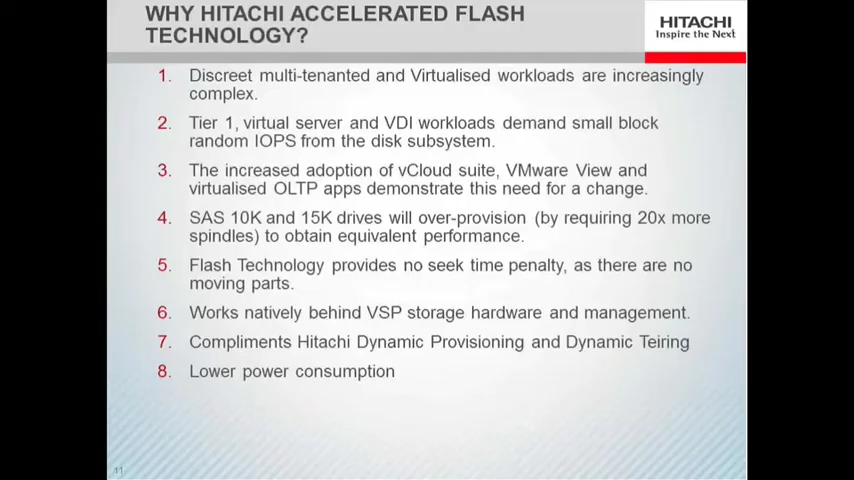 WHY HITACHI ACCELERATED FLASH
TECHNOLOGY?
HITACHI
Inspire the Next
1. Discreet multi-tenanted and Virtualised workloads are increasingly
complex.
2. Tier 1, virtual server and VDI workloads demand small block
random IOPS from the disk subsystem.
3. The increased adoption of vCloud suite, VMware View and
virtualised OLTP apps demonstrate this need for a change.
4. SAS 10K and 15K drives will over-provision (by requiring 20x more
spindles) to obtain equivalent performance.
5. Flash Technology provides no seek time penalty, as there are no
moving parts.
6. Works natively behind VSP storage hardware and management.
7. Compliments Hitachi Dynamic Provisioning and Dynamic Teiring
8. Lower power consumption
11